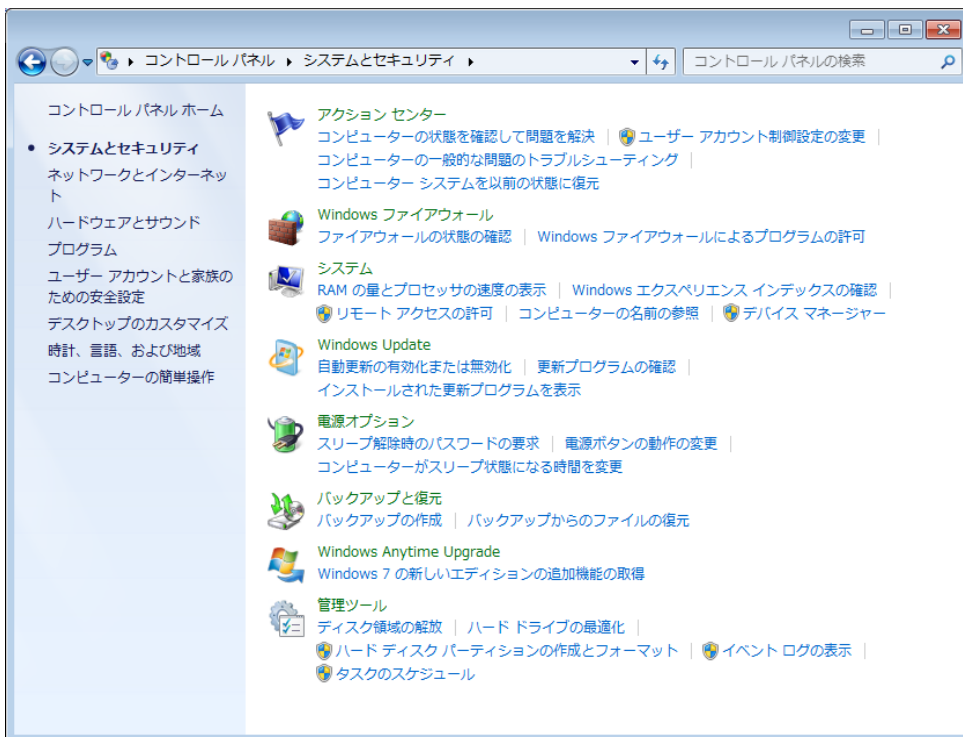 コントロール パネル ▸ システムとセキュリティ ▸
コントロール パネルの検索
コントロール パネル ホーム
システムとセキュリティ
ネットワークとインターネッ
ト
ハードウェアとサウンド
プログラム
ユーザー アカウントと家族の
ための安全設定
デスクトップのカスタマイズ
時計、言語、および地域
コンピューターの簡単操作
アクション センター
コンピューターの状態を確認して問題を解決 | ユーザー アカウント制御設定の変更 |
コンピューターの一般的な問題のトラブルシューティング |
コンピューター システムを以前の状態に復元
Windows ファイアウォール
ファイアウォールの状態の確認 | Windows ファイアウォールによるプログラムの許可
システム
RAM の量とプロセッサの速度の表示 | Windows エクスペリエンス インデックスの確認 |
リモート アクセスの許可 | コンピューターの名前の参照 | デバイス マネージャー
Windows Update
自動更新の有効化または無効化 | 更新プログラムの確認 |
インストールされた更新プログラムを表示
電源オプション
スリープ解除時のパスワードの要求 | 電源ボタンの動作の変更 |
コンピューターがスリープ状態になる時間を変更
バックアップと復元
バックアップの作成 | バックアップからのファイルの復元
Windows Anytime Upgrade
Windows 7 の新しいエディションの追加機能の取得
管理ツール
ディスク領域の解放 | ハード ドライブの最適化 |
ハード ディスク パーティションの作成とフォーマット | イベント ログの表示 |
タスクのスケジュール